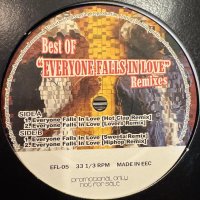 Best OF
"EVERYONE FALLS IN LOVE"
Remixes
SIDE A
1. Everyone Falls In Love [Hot Clap Remix]
2. Everyone Falls In Love [Lovers Remix]
SIDE B
1. Everyone Falls In Love [Sweetst Remix]
2. Everyone Falls In Love [Hiphop Remix]
EFL-05 33 1/3 RPM MADE IN EEC
promotional only
not for sale